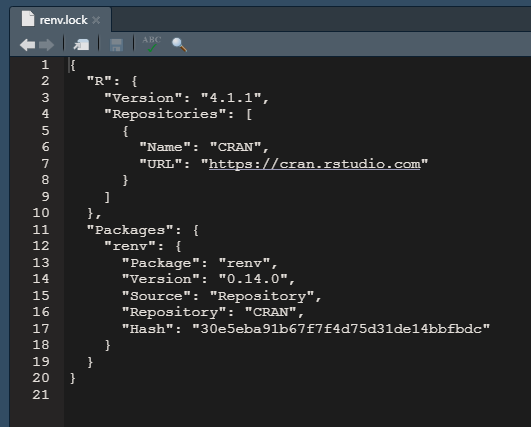 renv.lock
ABC
1 {
2   "R": {
3     "Version": "4.1.1",
4     "Repositories": [
5       {
6         "Name": "CRAN",
7         "URL": "https://cran.rstudio.com"
8       }
9     ]
10   },
11   "Packages": {
12     "renv": {
13       "Package": "renv",
14       "Version": "0.14.0",
15       "Source": "Repository",
16       "Repository": "CRAN",
17       "Hash": "30e5eba91b67f7f4d75d31de14bbfbdc"
18     }
19   }
20 }
21